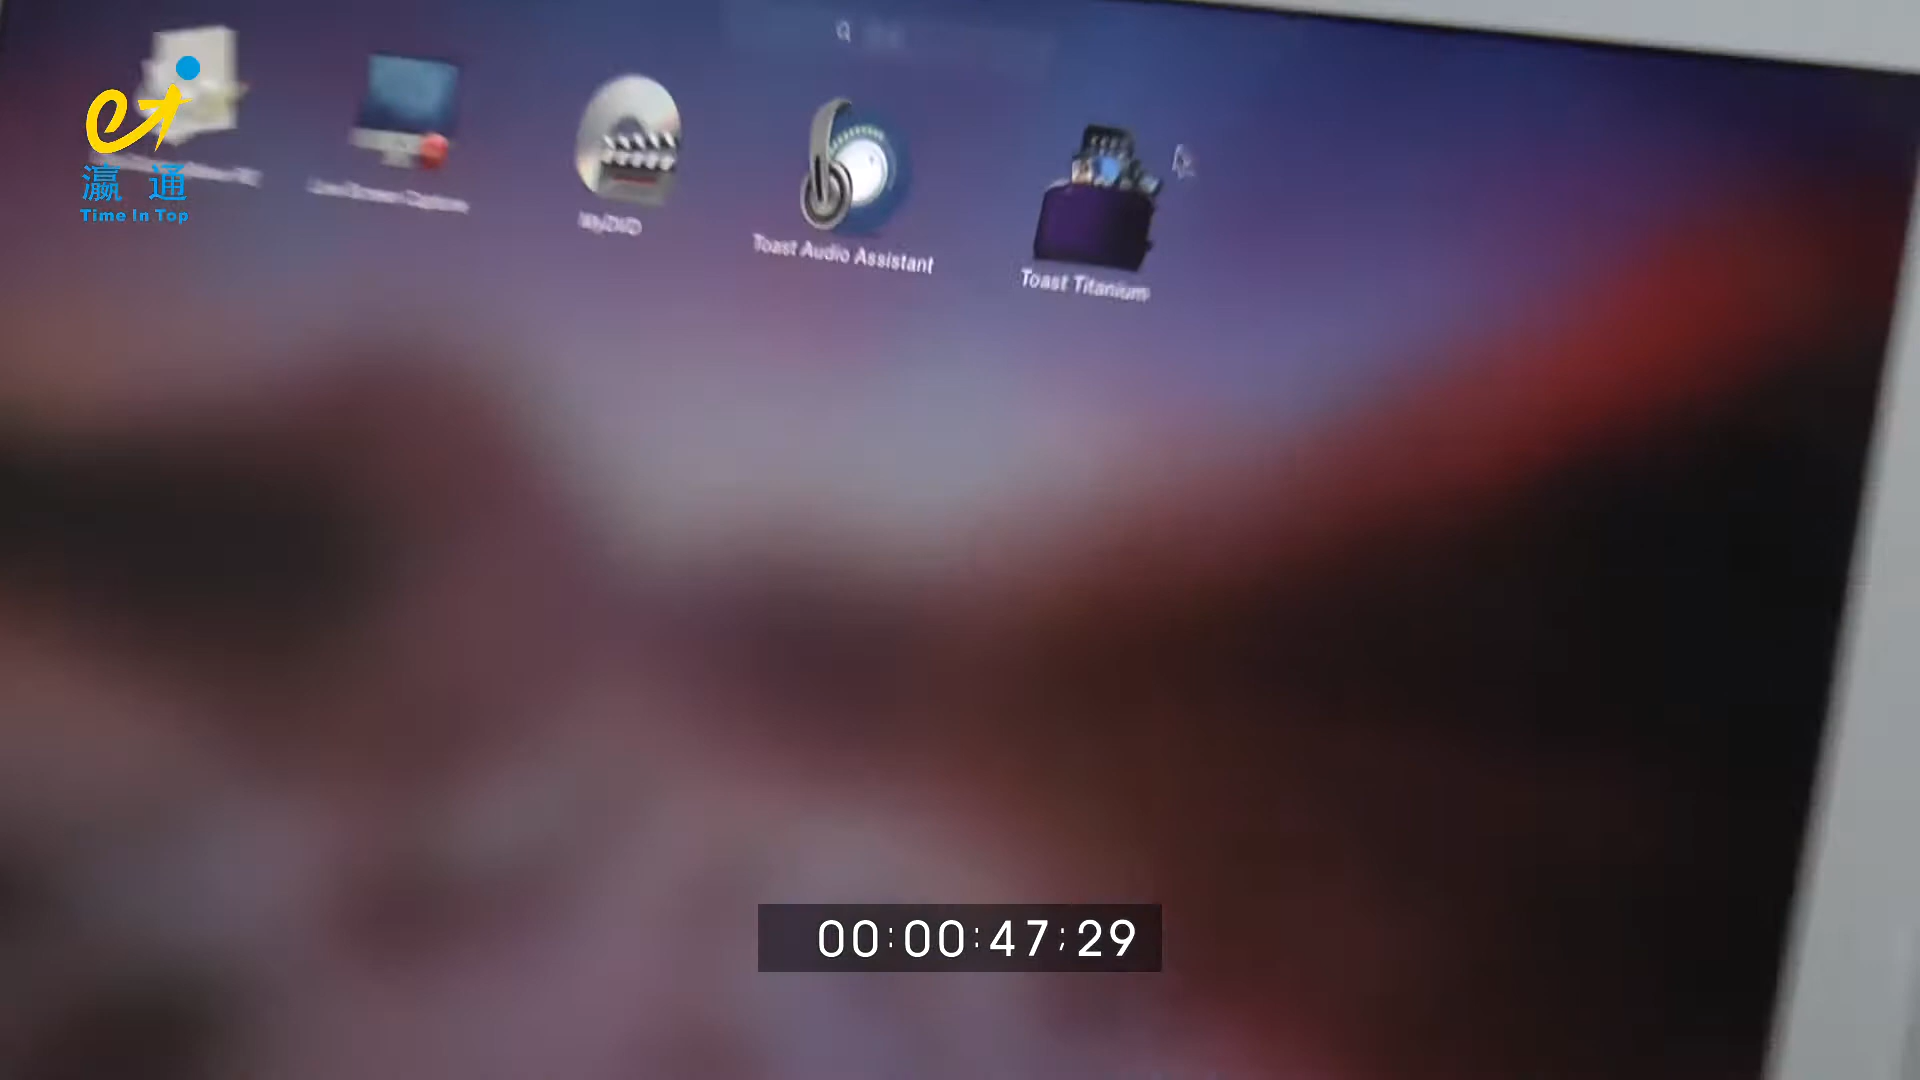 瀛通
Time In Top
MyDVD
Toast Audio Assistant
Toast Titanium
00:00:47;29